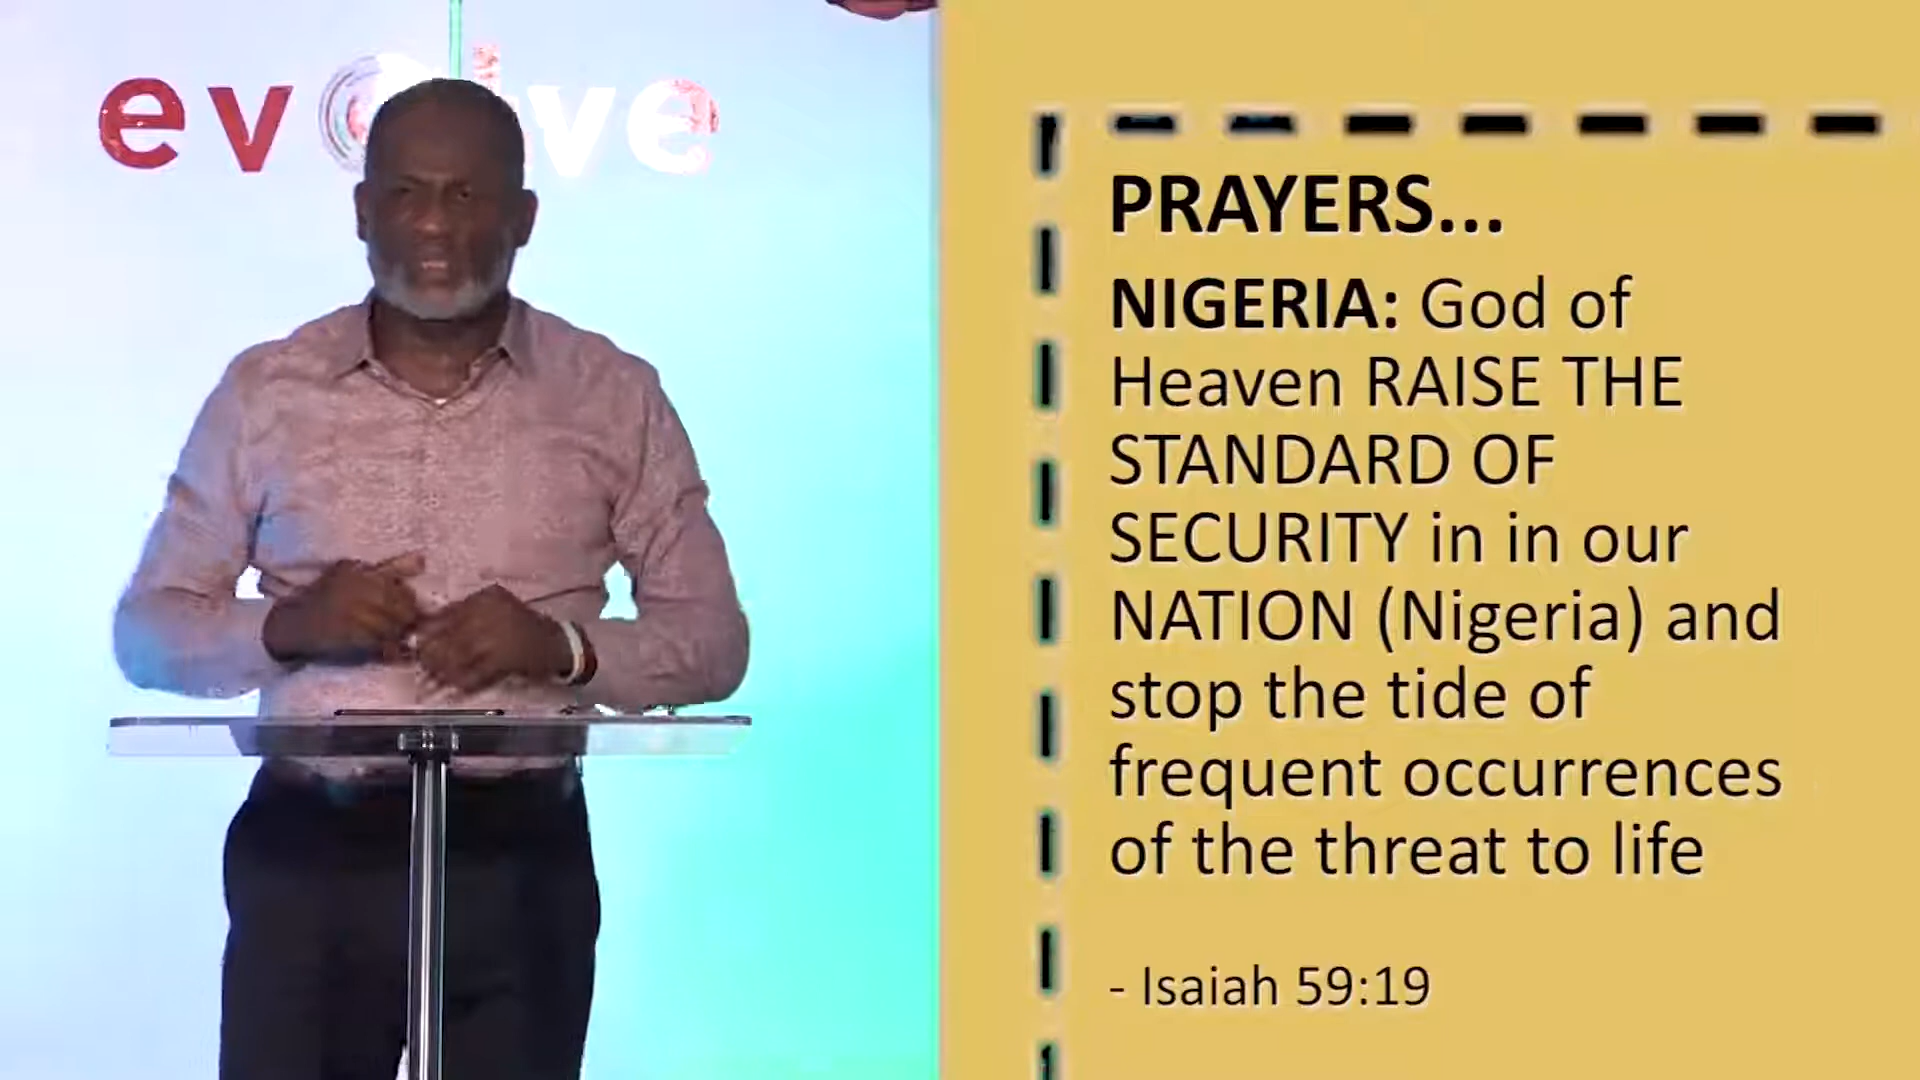 evolve
PRAYERS...
NIGERIA: God of
Heaven RAISE THE
STANDARD OF
SECURITY in in our
NATION (Nigeria) and
stop the tide of
frequent occurrences
of the threat to life
- Isaiah 59:19